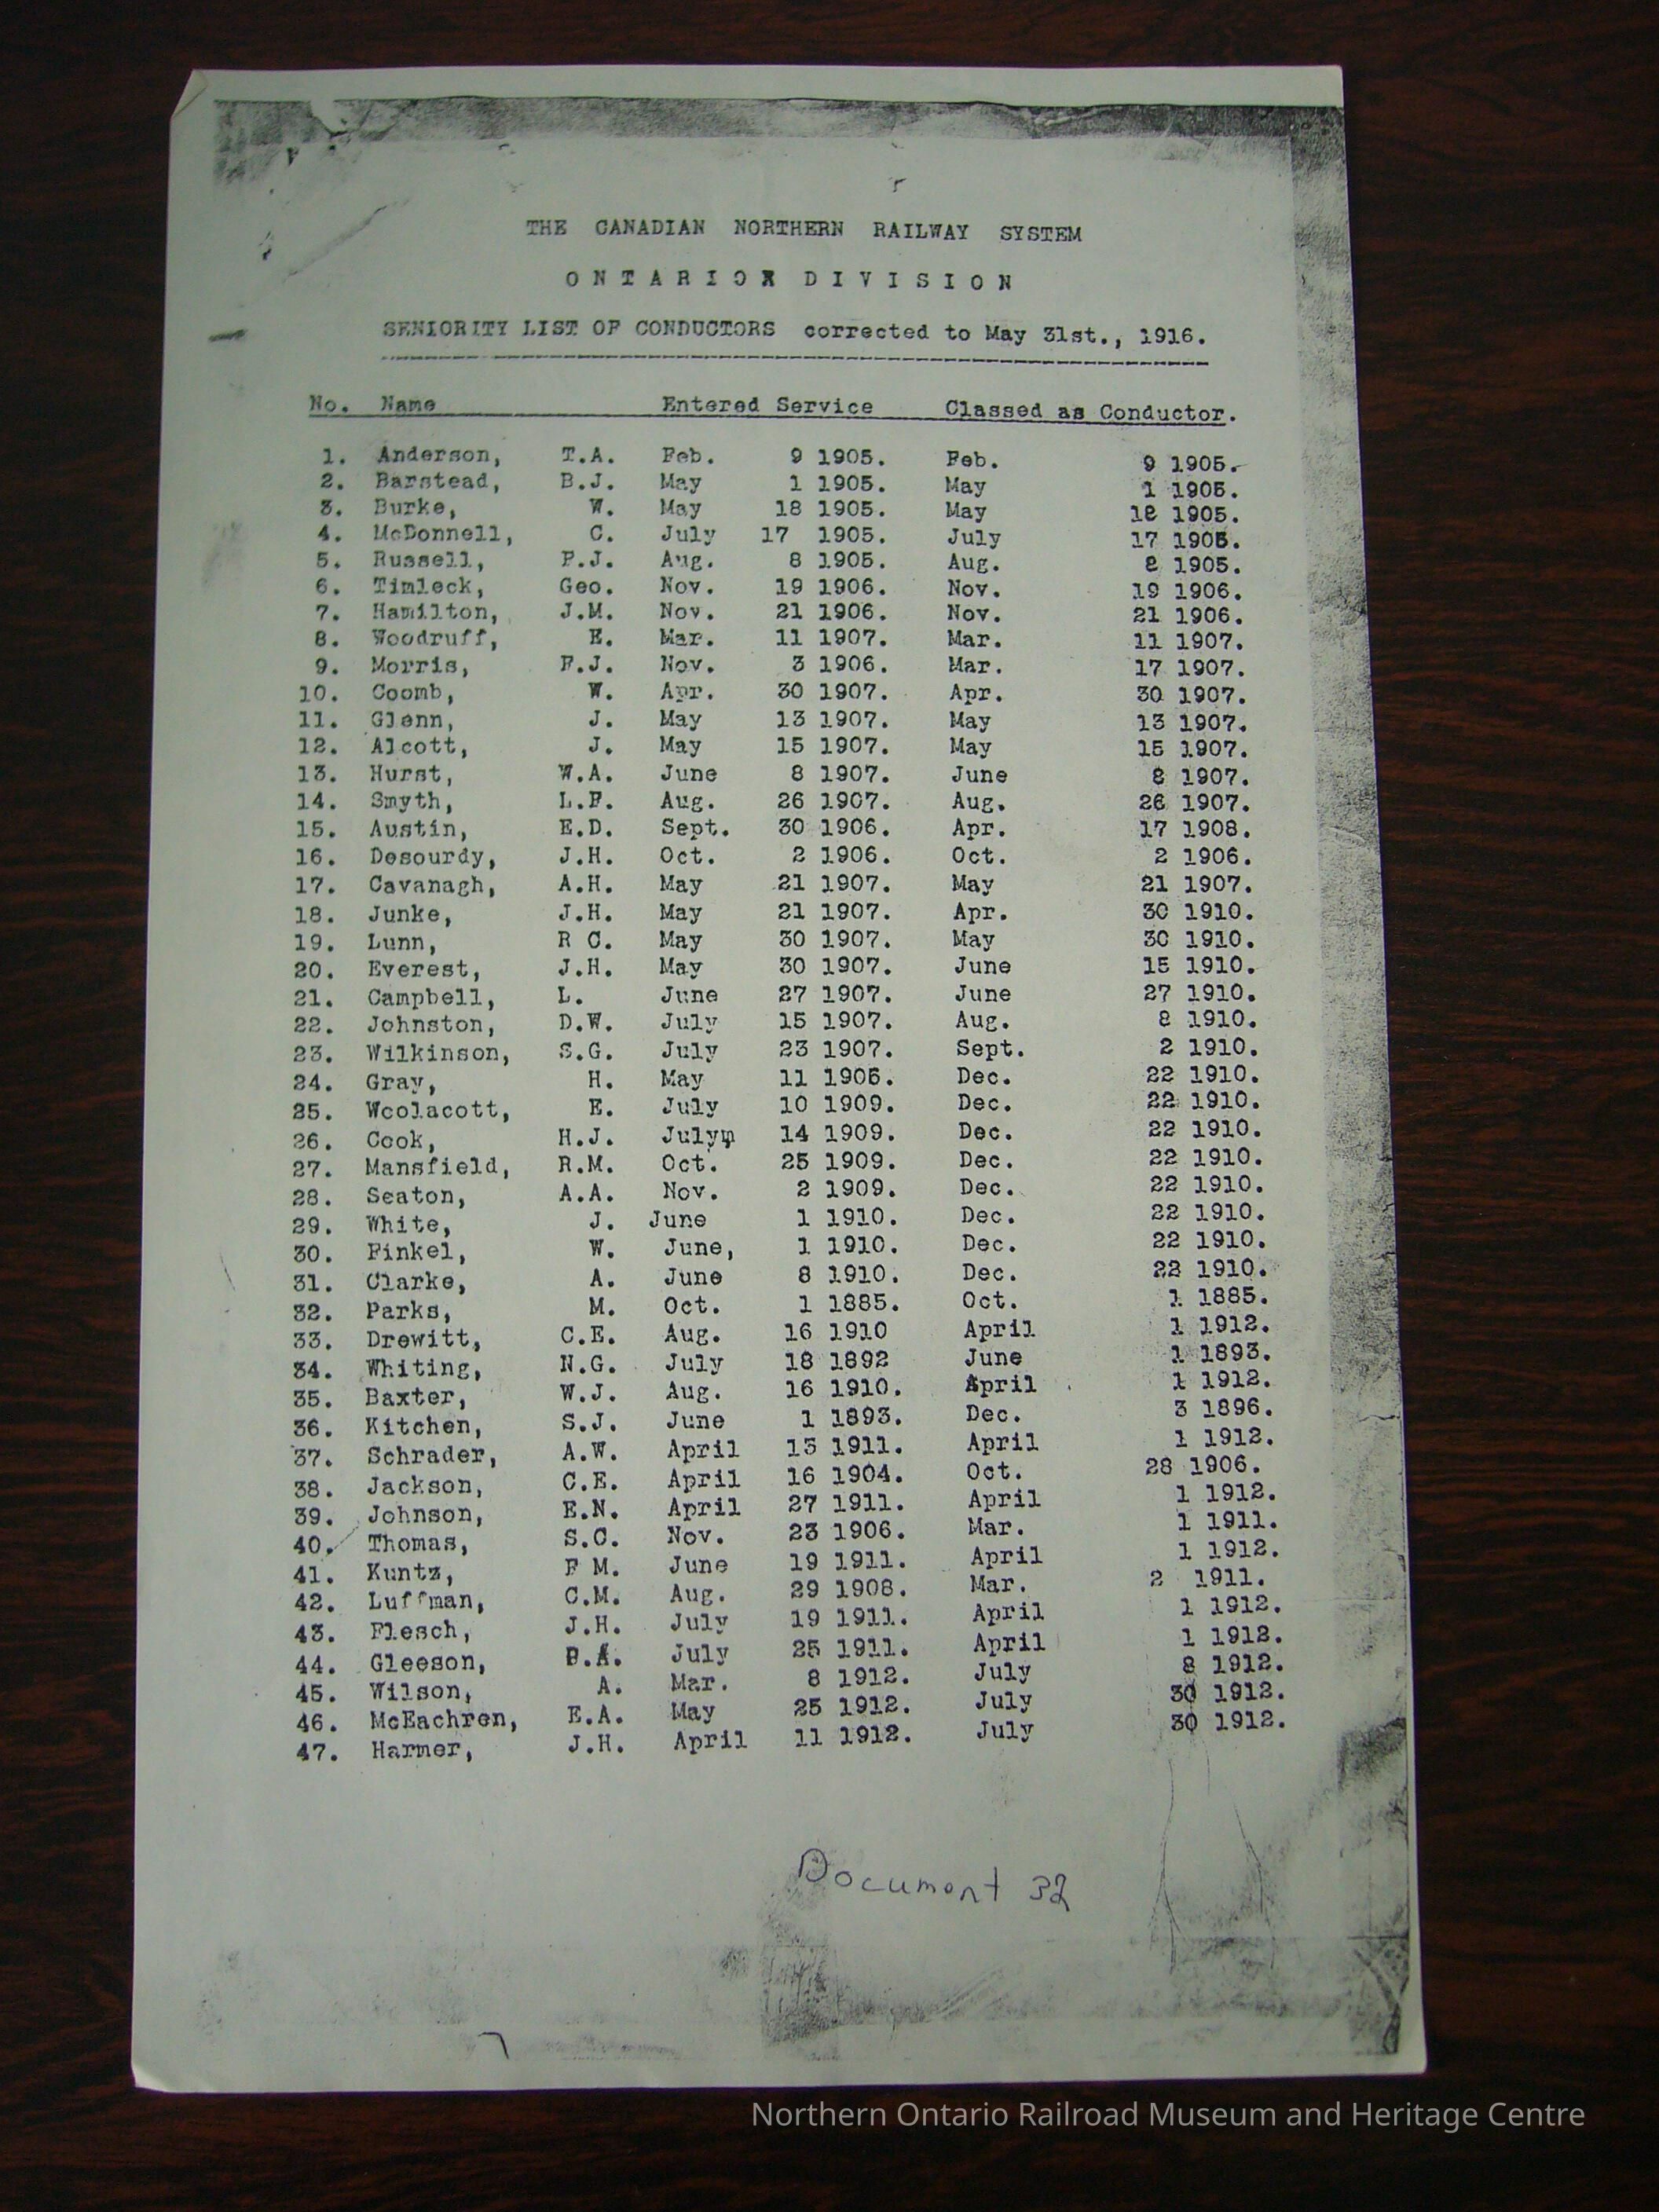 THE CANADIAN NORTHERN RAILWAY SYSTEM
ONTARIOX DIVISION
SENIORITY LIST OF CONDUCTORS corrected to May 31st., 1916.
No. Name Entered Service Classed as Conductor.
1. Anderson, T.A. Feb. 9 1905. Feb. 9 1905.
2. Barstead, B.J. May 1 1905. May 1 1905.
3. Burke, W. May 18 1905. May 18 1905.
4. McDonnell, C. July 17 1905. July 17 1905.
5. Russell, P.J. Aug. 8 1905. Aug. 8 1905.
6. Timleck, Geo. Nov. 19 1906. Nov. 19 1906.
7. Hamilton, J.M. Nov. 21 1906. Nov. 21 1906.
8. Woodruff, E. Mar. 11 1907. Mar. 11 1907.
9. Morris, F.J. Nov. 3 1906. Mar. 17 1907.
10. Coomb, W. Apr. 30 1907. Apr. 30 1907.
11. Glenn, J. May 13 1907. May 13 1907.
12. Alcott, J. May 15 1907. May 15 1907.
13. Hurst, W.A. June 8 1907. June 8 1907.
14. Smyth, L.F. Aug. 26 1907. Aug. 26 1907.
15. Austin, E.D. Sept. 30 1906. Apr. 17 1908.
16. Desourdy, J.H. Oct. 2 1906. Oct. 2 1906.
17. Cavanagh, A.H. May 21 1907. May 21 1907.
18. Junke, J.H. May 21 1907. Apr. 30 1910.
19. Lunn, R C. May 30 1907. May 30 1910.
20. Everest, J.H. May 30 1907. June 15 1910.
21. Campbell, L. June 27 1907. June 27 1910.
22. Johnston, D.W. July 15 1907. Aug. 8 1910.
23. Wilkinson, S.G. July 23 1907. Sept. 2 1910.
24. Gray, H. May 11 1905. Dec. 22 1910.
25. Woolacott, E. July 10 1909. Dec. 22 1910.
26. Cook, H.J. July 14 1909. Dec. 22 1910.
27. Mansfield, R.M. Oct. 25 1909. Dec. 22 1910.
28. Seaton, A.A. Nov. 2 1909. Dec. 22 1910.
29. White, J. June 1 1910. Dec. 22 1910.
30. Finkel, W. June, 1 1910. Dec. 22 1910.
31. Clarke, A. June 8 1910. Dec. 22 1910.
32. Parks, M. Oct. 1 1885. Oct. 1 1885.
33. Drewitt, C.E. Aug. 16 1910 April 1 1912.
34. Whiting, N.G. July 18 1892 June 1 1893.
35. Baxter, W.J. Aug. 16 1910. April 1 1912.
36. Kitchen, S.J. June 1 1893. Dec. 3 1896.
37. Schrader, A.W. April 13 1911. April 1 1912.
38. Jackson, C.E. April 16 1904. Oct. 28 1906.
39. Johnson, E.N. April 27 1911. April 1 1912.
40. Thomas, S.C. Nov. 23 1906. Mar. 1 1911.
41. Kuntz, F M. June 19 1911. April 1 1912.
42. Luffman, C.M. Aug. 29 1908. Mar. 2 1911.
43. Flesch, J.H. July 19 1911. April 1 1912.
44. Gleeson, July 25 1911. April 1 1912.
45. Wilson, A. Mar. 8 1912. July 8 1912.
46. McEachren, E.A. May 25 1912. July 30 1912.
47. Harmer, J.H. April 11 1912. July 30 1912.
Document 32
Northern Ontario Railroad Museum and Heritage Centre